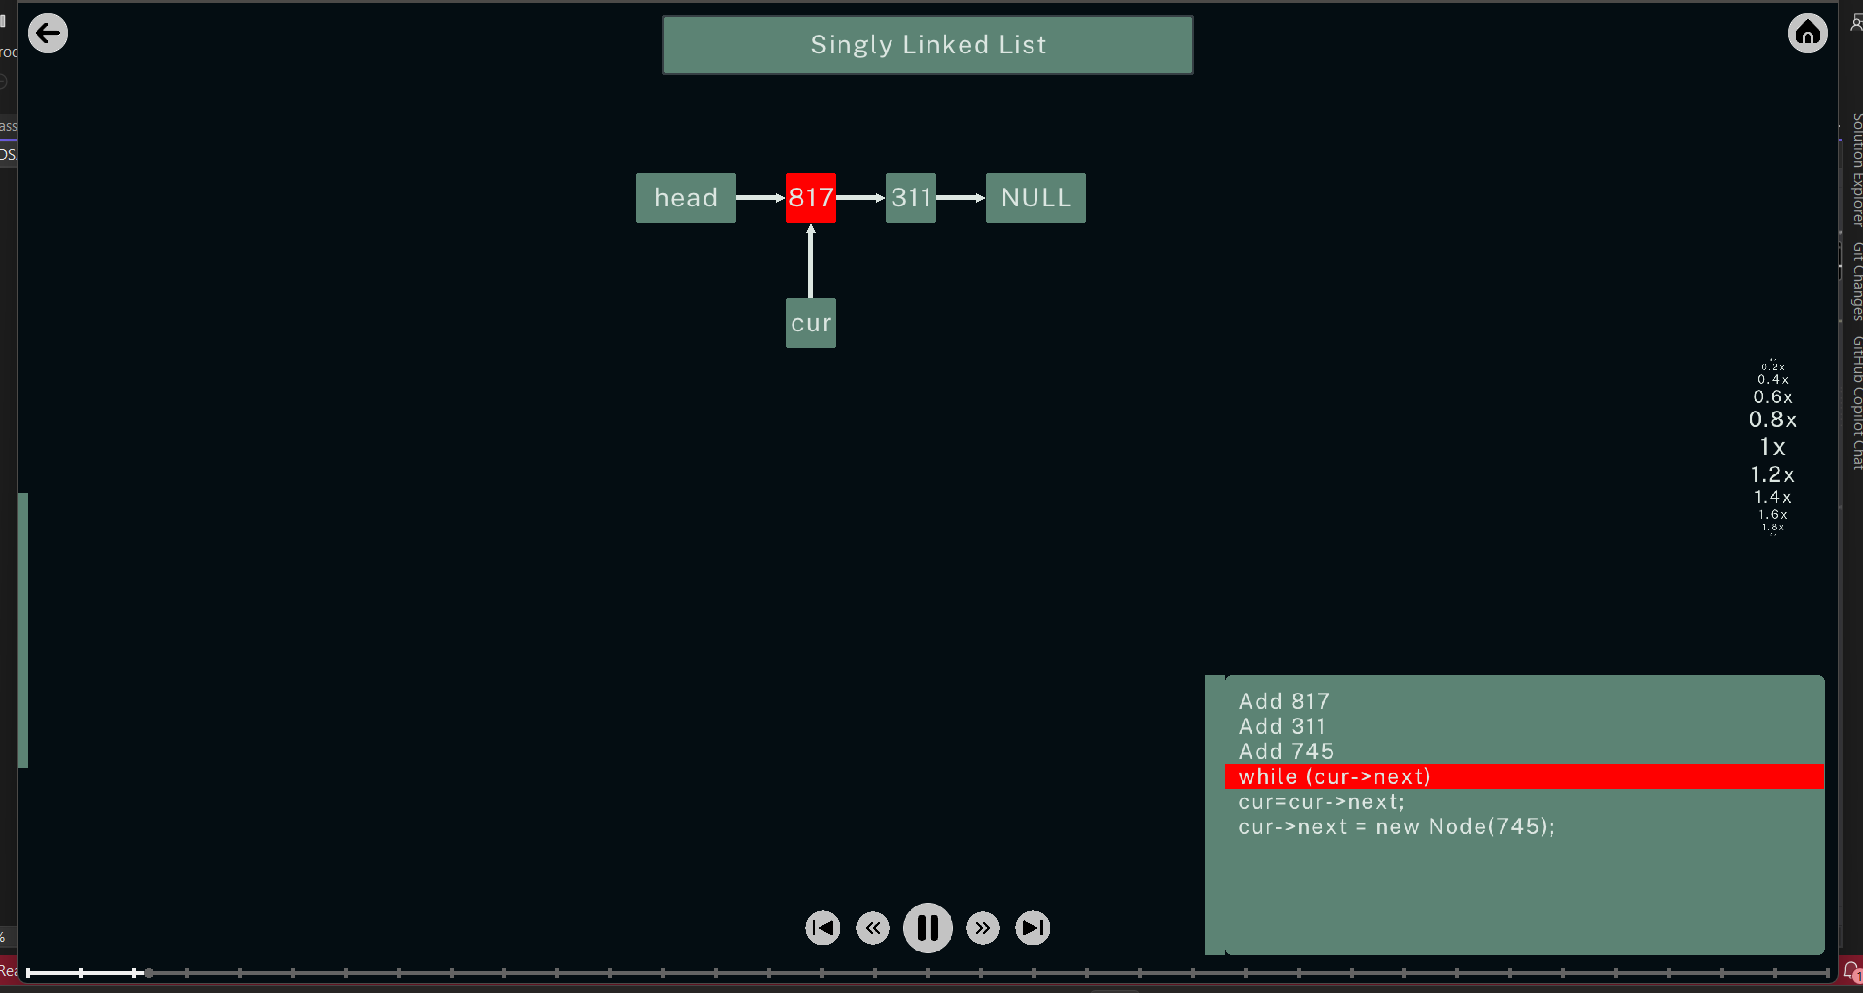 Singly Linked List
head
817
311
NULL
cur
0.2x
0.4x
0.6x
0.8x
1x
1.2x
1.4x
1.6x
1.8x
Solution Explorer
Git Changes
GitHub Copilot Chat
Add 817
Add 311
Add 745
while (cur->next)
cur=cur->next;
cur->next = new Node(745);